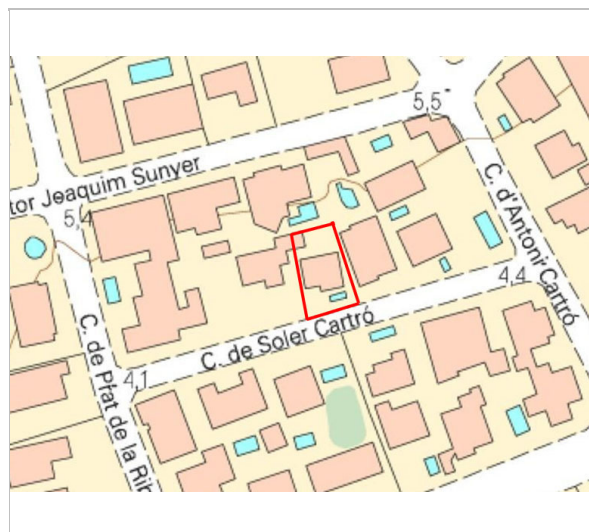 5,5
tor Joaquim Sunyer
5,4
C. d'Antoni Cartró
4,4
C. de Soler Cartró
4,1
C. de Prat de la Rib